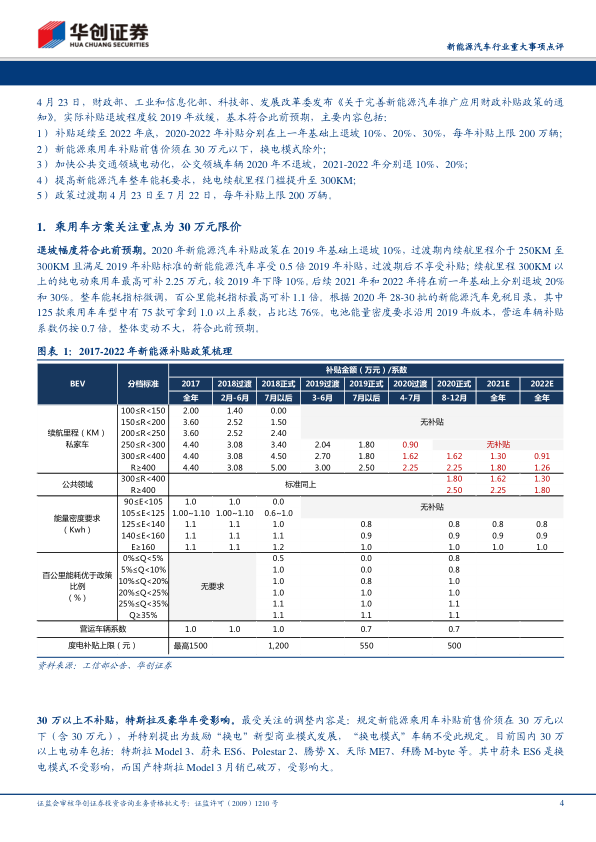 华创证券
HUA CHUANG SECURITIES
新能源汽车行业重大事项点评
4 月 23 日，财政部、工业和信息化部、科技部、发展改革委发布《关于完善新能源汽车推广应用财政补贴政策的通
知》。实际补贴退坡程度较 2019 年放缓，基本符合此前预期，主要内容包括：
1） 补贴延续至 2022 年底，2020-2022 年补贴分别在上一年基础上退坡 10%、20%、30%，每年补贴上限 200 万辆；
2） 新能源乘用车补贴前售价须在 30 万元以下，换电模式除外；
3） 加快公共交通领域电动化，公交领域车辆 2020 年不退坡，2021-2022 年分别退 10%、20%；
4） 提高新能源汽车整车能耗要求，纯电续航里程门槛提升至 300KM；
5） 政策过渡期 4 月 23 日至 7 月 22 日，每年补贴上限 200 万辆。
1. 乘用车方案关注重点为 30 万元限价
退坡幅度符合此前预期。2020 年新能源汽车补贴政策在 2019 年基础上退坡 10%，过渡期内续航里程介于 250KM 至
300KM 且满足 2019 年补贴标准的新能源汽车享受 0.5 倍 2019 年补贴，过渡期后不享受补贴；续航里程 300KM 以
上的纯电动乘用车最高可补 2.25 万元，较 2019 年下降 10%，后续 2021 年和 2022 年将在前一年基础上分别退坡 20%
和 30%。整车能耗指标微调，百公里能耗指标最高可补 1.1 倍。根据 2020 年 28-30 批的新能源汽车免税目录，其中
125 款乘用车车型中有 75 款可拿到 1.0 以上系数，占比达 76%。电池能量密度要求沿用 2019 年版本，营运车辆补贴
系数仍按 0.7 倍。整体变动不大，符合此前预期。
图表 1：2017-2022 年新能源补贴政策梳理
BEV 分档标准 补贴金额（万元）/系数
2017 2018过渡 2018正式 2019过渡 2019正式 2020过渡 2020正式 2021E 2022E
全年 2月-6月 7月以后 3-6月 7月以后 4-7月 8-12月 全年 全年
续航里程（KM）
私家车
100≤R<150 2.00 1.40 0.00 无补贴
150≤R<200 3.60 2.52 1.50
200≤R<250 3.60 2.52 2.40
250≤R<300 4.40 3.08 3.40 2.04 1.80 0.90 无补贴
300≤R<400 4.40 3.08 4.50 2.70 1.80 1.62 1.62 1.30 0.91
R≥400 4.40 3.08 5.00 3.00 2.50 2.25 2.25 1.80 1.26
公共领域 300≤R<400 标准同上 1.80 1.62 1.30
R≥400 2.50 2.25 1.80
能量密度要求
（Kwh）
90≤E<105 1.0 1.0 0.0 无补贴
105≤E<125 1.00~1.10 1.00~1.10 0.6~1.0
125≤E<140 1.1 1.1 1.0 0.8 0.8 0.8 0.8
140≤E<160 1.1 1.1 1.1 0.9 0.9 0.9 0.9
E≥160 1.1 1.1 1.2 1.0 1.0 1.0 1.0
百公里能耗优于政策
比例
（%）
0%≤Q<5% 无要求 0.5 0.0 0.8
5%≤Q<10% 1.0 0.0 0.8
10%≤Q<20% 1.0 0.8 1.0
20%≤Q<25% 1.0 1.0 1.0
25%≤Q<35% 1.1 1.0 1.1
Q≥35% 1.1 1.1 1.1
营运车辆系数 1.0 1.0 1.0 0.7 0.7
度电补贴上限（元） 最高1500 1,200 550 500
资料来源：工信部公告、华创证券
30 万以上不补贴，特斯拉及豪华车受影响。最受关注的调整内容是：规定新能源乘用车补贴前售价须在 30 万元以
下（含 30 万元），并特别提出为鼓励“换电”新型商业模式发展，“换电模式”车辆不受此规定。目前国内 30 万
以上电动车包括：特斯拉 Model 3、蔚来 ES6、Polestar 2、腾势 X、天际 ME7、拜腾 M-byte 等。其中蔚来 ES6 是换
电模式不受影响，而国产特斯拉 Model 3 月销已破万，受影响大。
证监会审核华创证券投资咨询业务资格批文号：证监许可（2009）1210 号
4